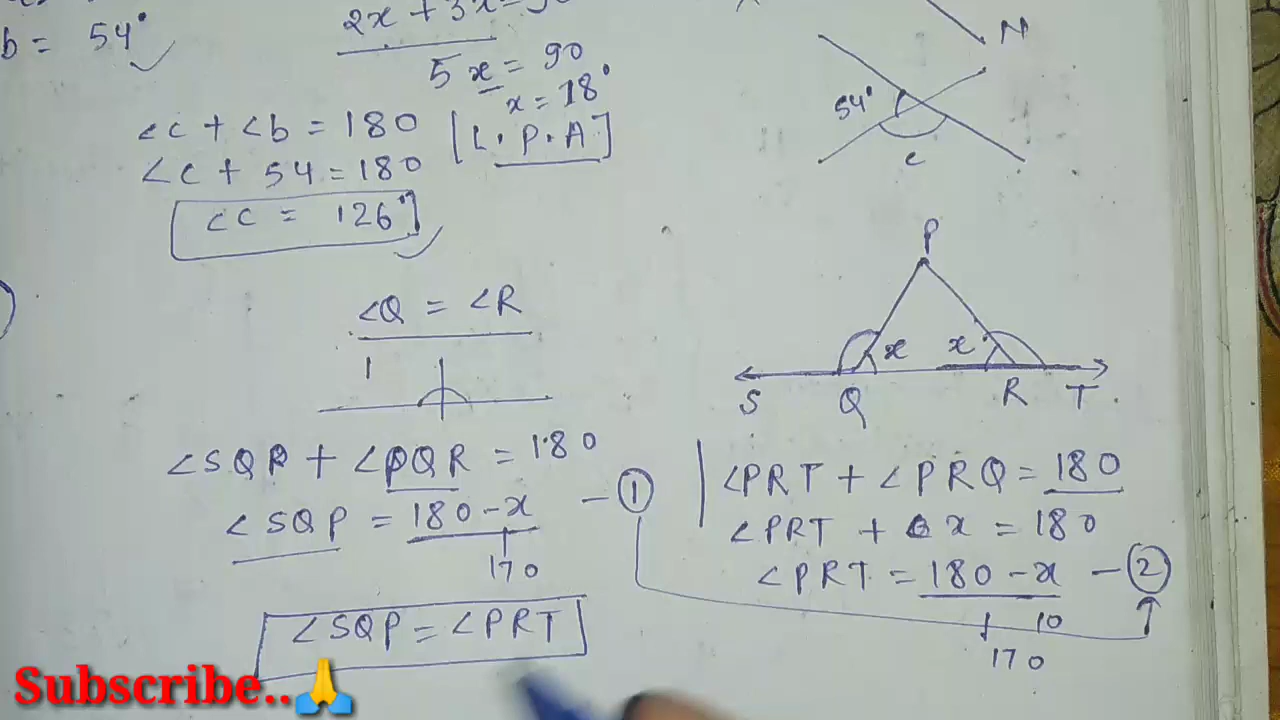 b = 54°
2x + 3x = 90
5x = 90
x = 18°
∠c + ∠b = 180 [L.P.A]
∠c + 54 = 180
∠c = 126°
N
54°
c
∠Q = ∠R
P
x x
S Q R T
∠SQP + ∠PQR = 180
∠SQP = 180 - x - ①
170
∠SQP = ∠PRT
∠PRT + ∠PRQ = 180
∠PRT + x = 180
∠PRT = 180 - x - ②
10
170
Subscribe..🙏